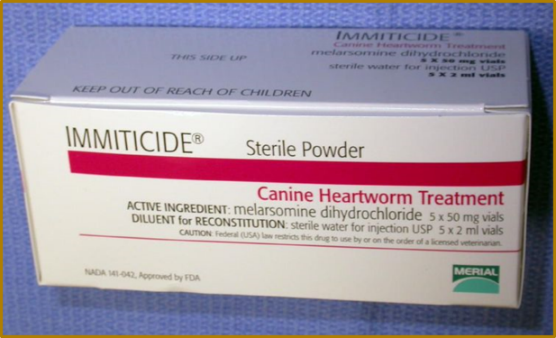 IMMITICIDE®
Canine Heartworm Treatment
melarsomine dihydrochloride
5 X 50 mg vials
sterile water for injection USP
5 X 2 ml vials
THIS SIDE UP
KEEP OUT OF REACH OF CHILDREN
IMMITICIDE® Sterile Powder
Canine Heartworm Treatment
ACTIVE INGREDIENT: melarsomine dihydrochloride 5 x 50 mg vials
DILUENT for RECONSTITUTION: sterile water for injection USP 5 x 2 ml vials
CAUTION: Federal (USA) law restricts this drug to use by or on the order of a licensed veterinarian.
NADA 141-042, Approved by FDA
MERIAL